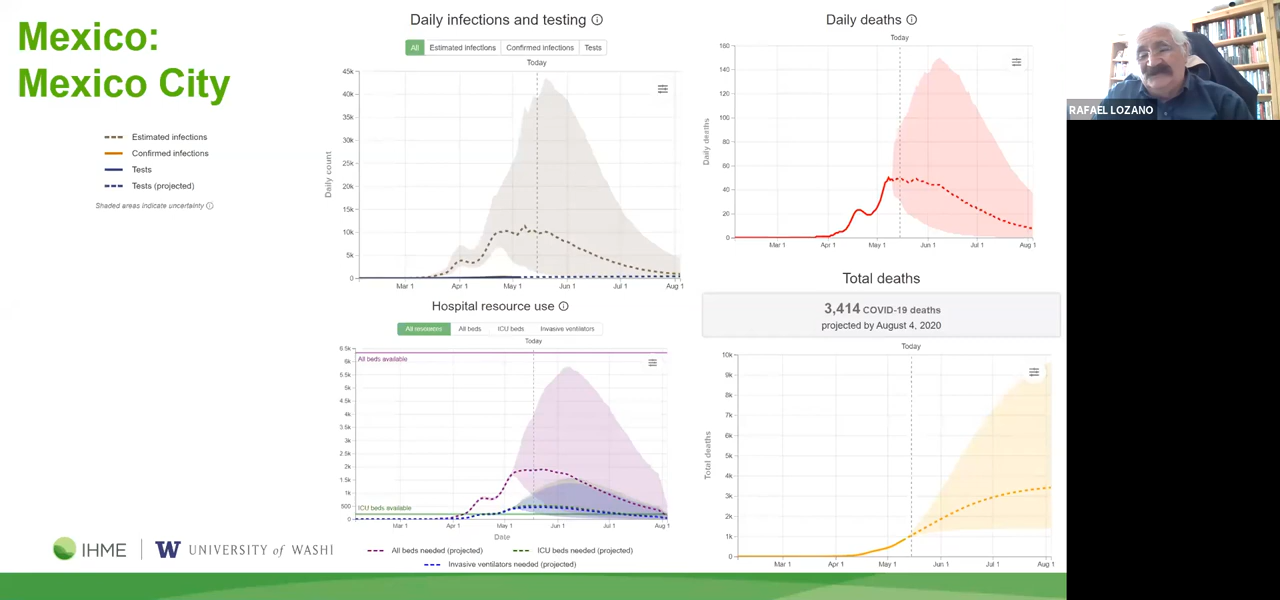 Mexico:
Mexico City
Estimated infections
Confirmed infections
Tests
Tests (projected)
Shaded areas indicate uncertainty
Daily infections and testing
All Estimated infections Confirmed infections Tests
Today
45k
40k
35k
30k
25k
20k
15k
10k
5k
0
Daily count
Mar 1 Apr 1 May 1 Jun 1 Jul 1 Aug 1
Hospital resource use
All resources All beds ICU beds Invasive ventilators
Today
6.5k
6k
5.5k
5k
4.5k
4k
3.5k
3k
2.5k
2k
1.5k
1k
500
0
All beds available
ICU beds available
Mar 1 Apr 1 May 1 Jun 1 Jul 1 Aug 1
Date
All beds needed (projected) ICU beds needed (projected)
Invasive ventilators needed (projected)
Daily deaths
Today
160
140
120
100
80
60
40
20
0
Daily deaths
Mar 1 Apr 1 May 1 Jun 1 Jul 1 Aug 1
Total deaths
3,414 COVID-19 deaths
projected by August 4, 2020
Today
10k
9k
8k
7k
6k
5k
4k
3k
2k
1k
0
Total deaths
Mar 1 Apr 1 May 1 Jun 1 Jul 1 Aug 1
RAFAEL LOZANO
IHME
W UNIVERSITY of WASHI